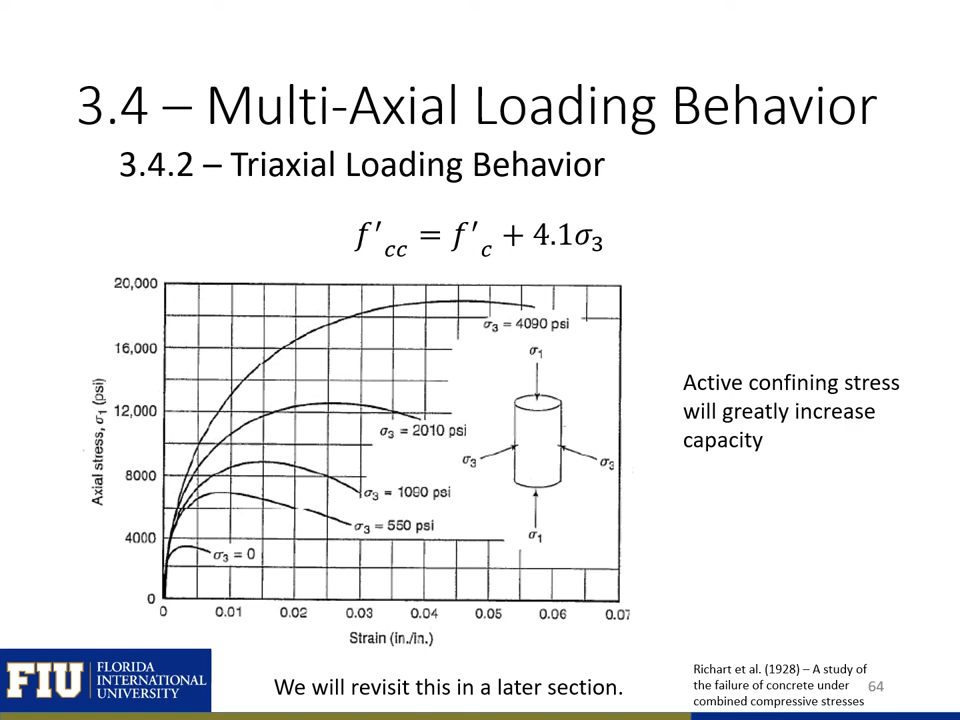 3.4 – Multi-Axial Loading Behavior
3.4.2 – Triaxial Loading Behavior
f'cc = f'c + 4.1σ3
20,000
16,000
12,000
8000
4000
0
Axial stress, σ1 (psi)
σ3 = 4090 psi
σ1
σ3 = 2010 psi
σ3
σ3
σ3 = 1090 psi
σ3 = 550 psi
σ1
σ3 = 0
0 0.01 0.02 0.03 0.04 0.05 0.06 0.07
Strain (in./in.)
Active confining stress
will greatly increase
capacity
FIU
FLORIDA
INTERNATIONAL
UNIVERSITY
We will revisit this in a later section.
Richart et al. (1928) – A study of
the failure of concrete under
combined compressive stresses
64